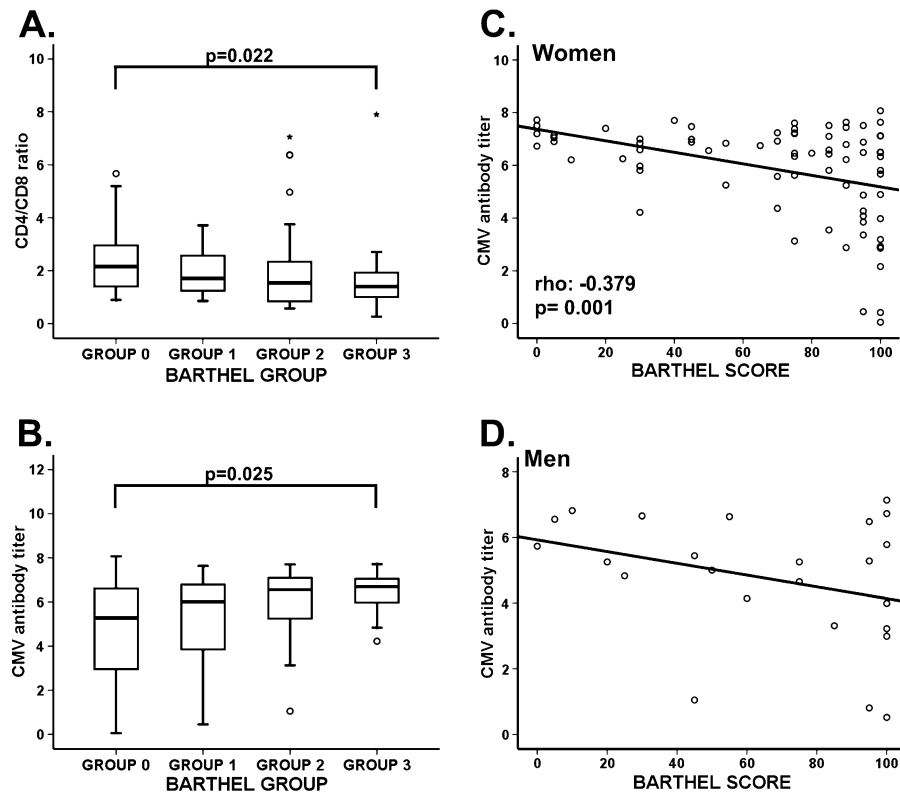 A.
p=0.022
10
8
6
4
2
0
CD4/CD8 ratio
GROUP 0 GROUP 1 GROUP 2 GROUP 3
BARTHEL GROUP
B.
p=0.025
12
10
8
6
4
2
0
CMV antibody titer
GROUP 0 GROUP 1 GROUP 2 GROUP 3
BARTHEL GROUP
C.
Women
10
8
6
4
2
0
CMV antibody titer
rho: -0.379
p= 0.001
0 20 40 60 80 100
BARTHEL SCORE
D.
Men
8
6
4
2
0
CMV antibody titer
0 20 40 60 80 100
BARTHEL SCORE